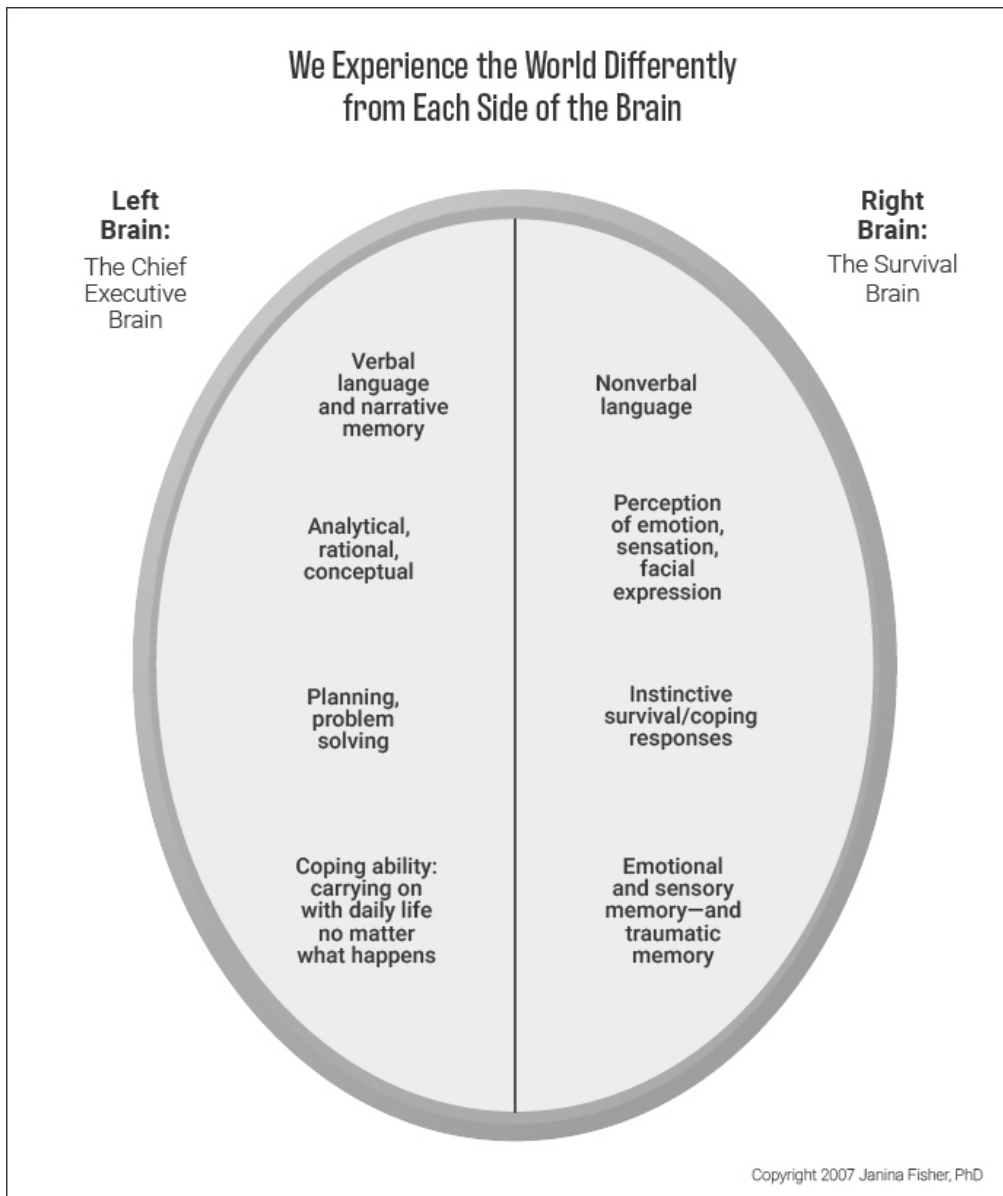 We Experience the World Differently
from Each Side of the Brain
Left
Brain:
The Chief
Executive
Brain
Right
Brain:
The Survival
Brain
Verbal
language
and narrative
memory
Nonverbal
language
Analytical,
rational,
conceptual
Perception
of emotion,
sensation,
facial
expression
Planning,
problem
solving
Instinctive
survival/coping
responses
Coping ability:
carrying on
with daily life
no matter
what happens
Emotional
and sensory
memory—and
traumatic
memory
Copyright 2007 Janina Fisher, PhD